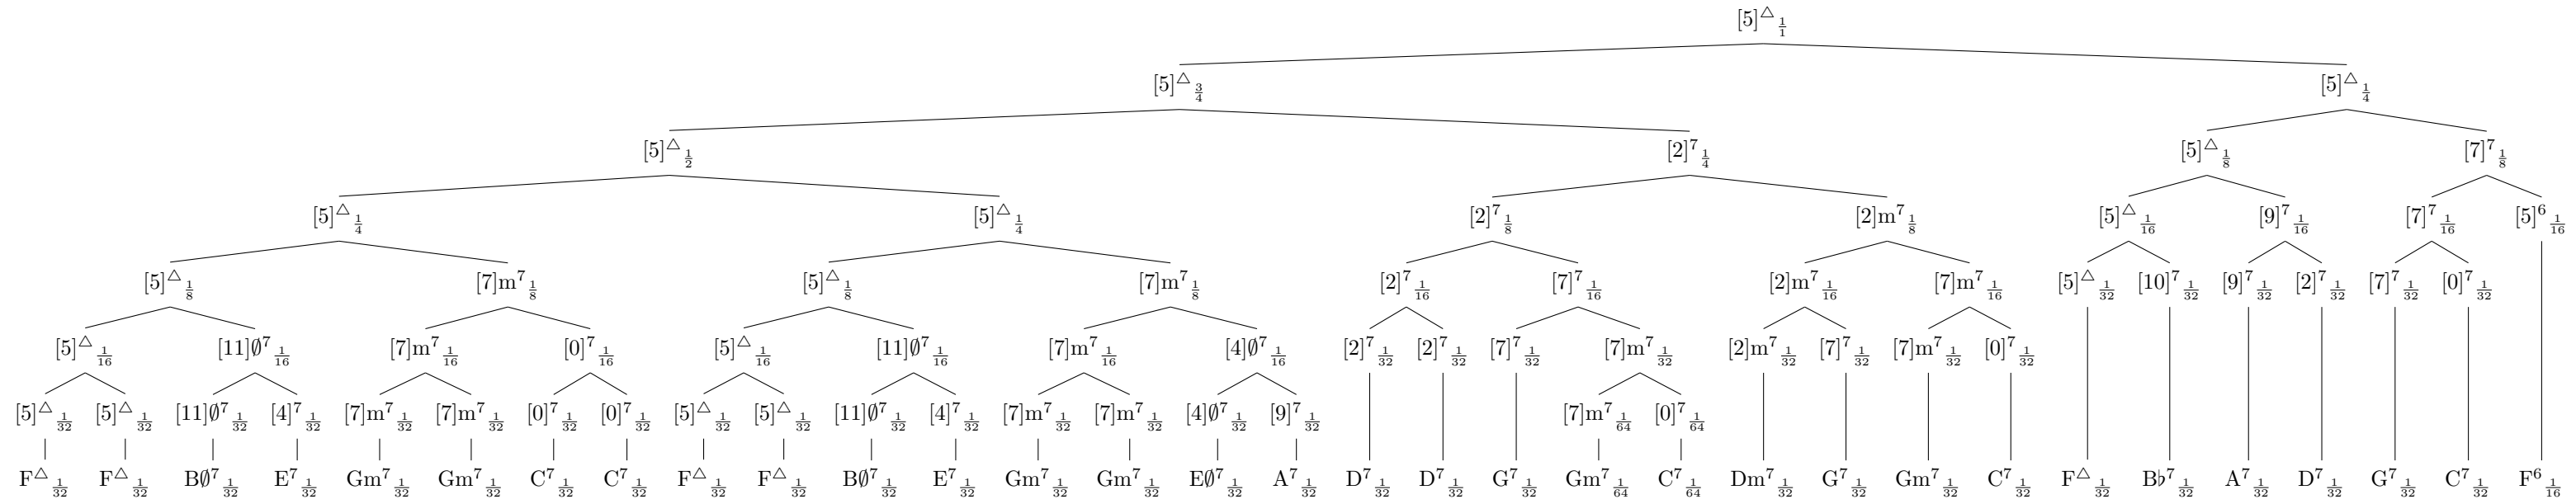 [5]△ 1/1
[5]△ 3/4 [5]△ 1/4
[5]△ 1/2 [2]⁷ 1/4 [5]△ 1/8 [7]⁷ 1/8
[5]△ 1/4 [5]△ 1/4 [2]⁷ 1/8 [2]m⁷ 1/8 [5]△ 1/16 [9]⁷ 1/16 [7]⁷ 1/16 [5]⁶ 1/16
[5]△ 1/8 [7]m⁷ 1/8 [5]△ 1/8 [7]m⁷ 1/8 [2]⁷ 1/16 [7]⁷ 1/16 [2]m⁷ 1/16 [7]m⁷ 1/16 [5]△ 1/32 [10]⁷ 1/32 [9]⁷ 1/32 [2]⁷ 1/32 [7]⁷ 1/32 [0]⁷ 1/32
[5]△ 1/16 [11]∅⁷ 1/16 [7]m⁷ 1/16 [0]⁷ 1/16 [5]△ 1/16 [11]∅⁷ 1/16 [7]m⁷ 1/16 [4]∅⁷ 1/16 [2]⁷ 1/32 [2]⁷ 1/32 [7]⁷ 1/32 [7]m⁷ 1/32 [2]m⁷ 1/32 [7]⁷ 1/32 [7]m⁷ 1/32 [0]⁷ 1/32
[5]△ 1/32 [5]△ 1/32 [11]∅⁷ 1/32 [4]⁷ 1/32 [7]m⁷ 1/32 [7]m⁷ 1/32 [0]⁷ 1/32 [0]⁷ 1/32 [5]△ 1/32 [5]△ 1/32 [11]∅⁷ 1/32 [4]⁷ 1/32 [7]m⁷ 1/32 [7]m⁷ 1/32 [4]∅⁷ 1/32 [9]⁷ 1/32 [7]m⁷ 1/64 [0]⁷ 1/64
F△ 1/32 F△ 1/32 B∅⁷ 1/32 E⁷ 1/32 Gm⁷ 1/32 Gm⁷ 1/32 C⁷ 1/32 C⁷ 1/32 F△ 1/32 F△ 1/32 B∅⁷ 1/32 E⁷ 1/32 Gm⁷ 1/32 Gm⁷ 1/32 E∅⁷ 1/32 A⁷ 1/32 D⁷ 1/32 D⁷ 1/32 G⁷ 1/32 Gm⁷ 1/64 C⁷ 1/64 Dm⁷ 1/32 G⁷ 1/32 Gm⁷ 1/32 C⁷ 1/32 F△ 1/32 B♭⁷ 1/32 A⁷ 1/32 D⁷ 1/32 G⁷ 1/32 C⁷ 1/32 F⁶ 1/16